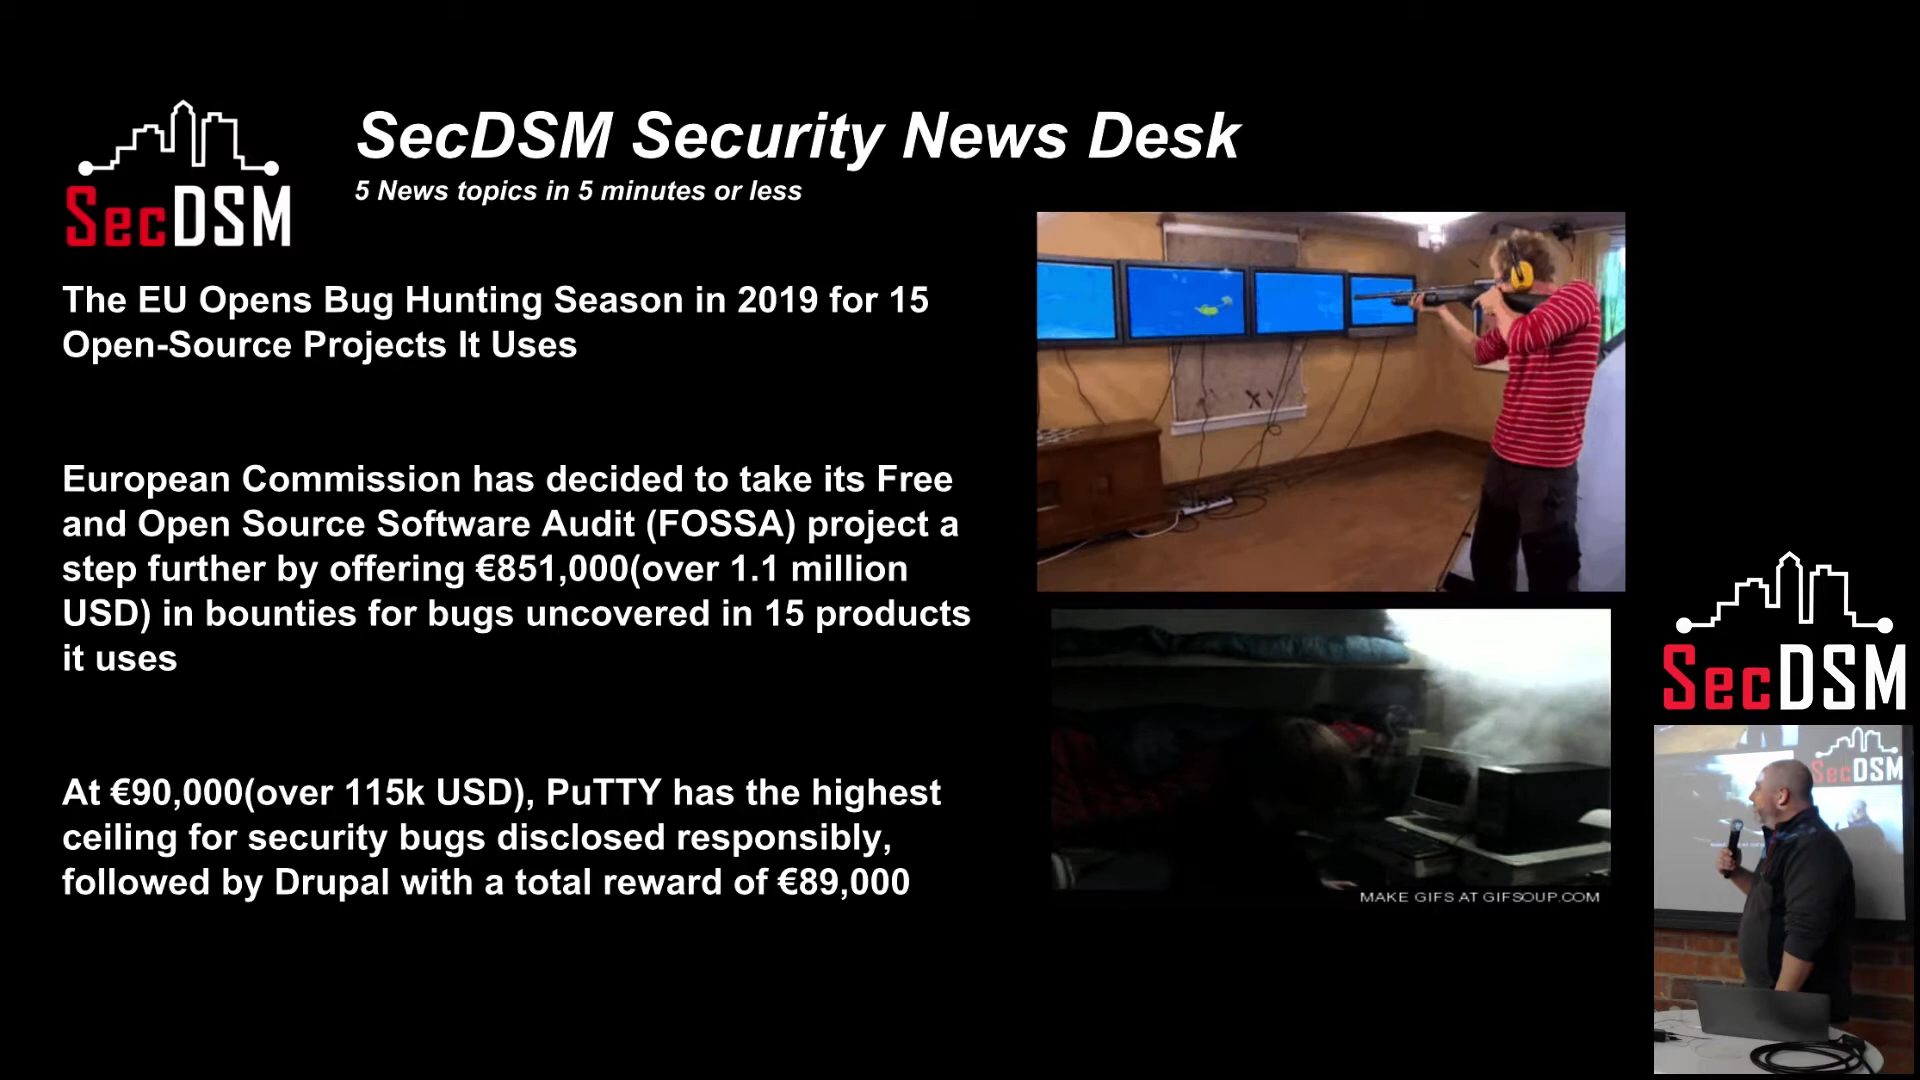 SecDSM
SecDSM Security News Desk
5 News topics in 5 minutes or less
The EU Opens Bug Hunting Season in 2019 for 15
Open-Source Projects It Uses
European Commission has decided to take its Free
and Open Source Software Audit (FOSSA) project a
step further by offering €851,000(over 1.1 million
USD) in bounties for bugs uncovered in 15 products
it uses
At €90,000(over 115k USD), PuTTY has the highest
ceiling for security bugs disclosed responsibly,
followed by Drupal with a total reward of €89,000
MAKE GIFS AT GIFSOUP.COM
SecDSM
SecDSM